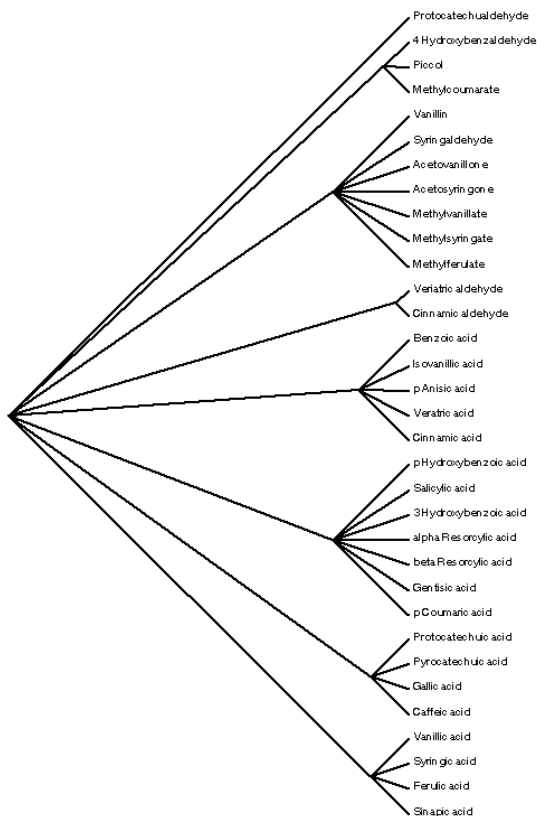 Protocatechualdehyde
4 Hydroxybenzaldehyde
Piccol
Methylcoumarate
Vanillin
Syringaldehyde
Acetovanillone
Acetosyringone
Methylvanillate
Methylsyringate
Methylferulate
Veriatric aldehyde
Cinnamic aldehyde
Benzoic acid
Isovanillic acid
pAnisic acid
Veratric acid
Cinnamic acid
pHydroxybenzoic acid
Salicylic acid
3Hydroxybenzoic acid
alpha Resorcylic acid
beta Resorcylic acid
Gentisic acid
pCoumaric acid
Protocatechuic acid
Pyrocatechuic acid
Gallic acid
Caffeic acid
Vanillic acid
Syringic acid
Ferulic acid
Sinapic acid